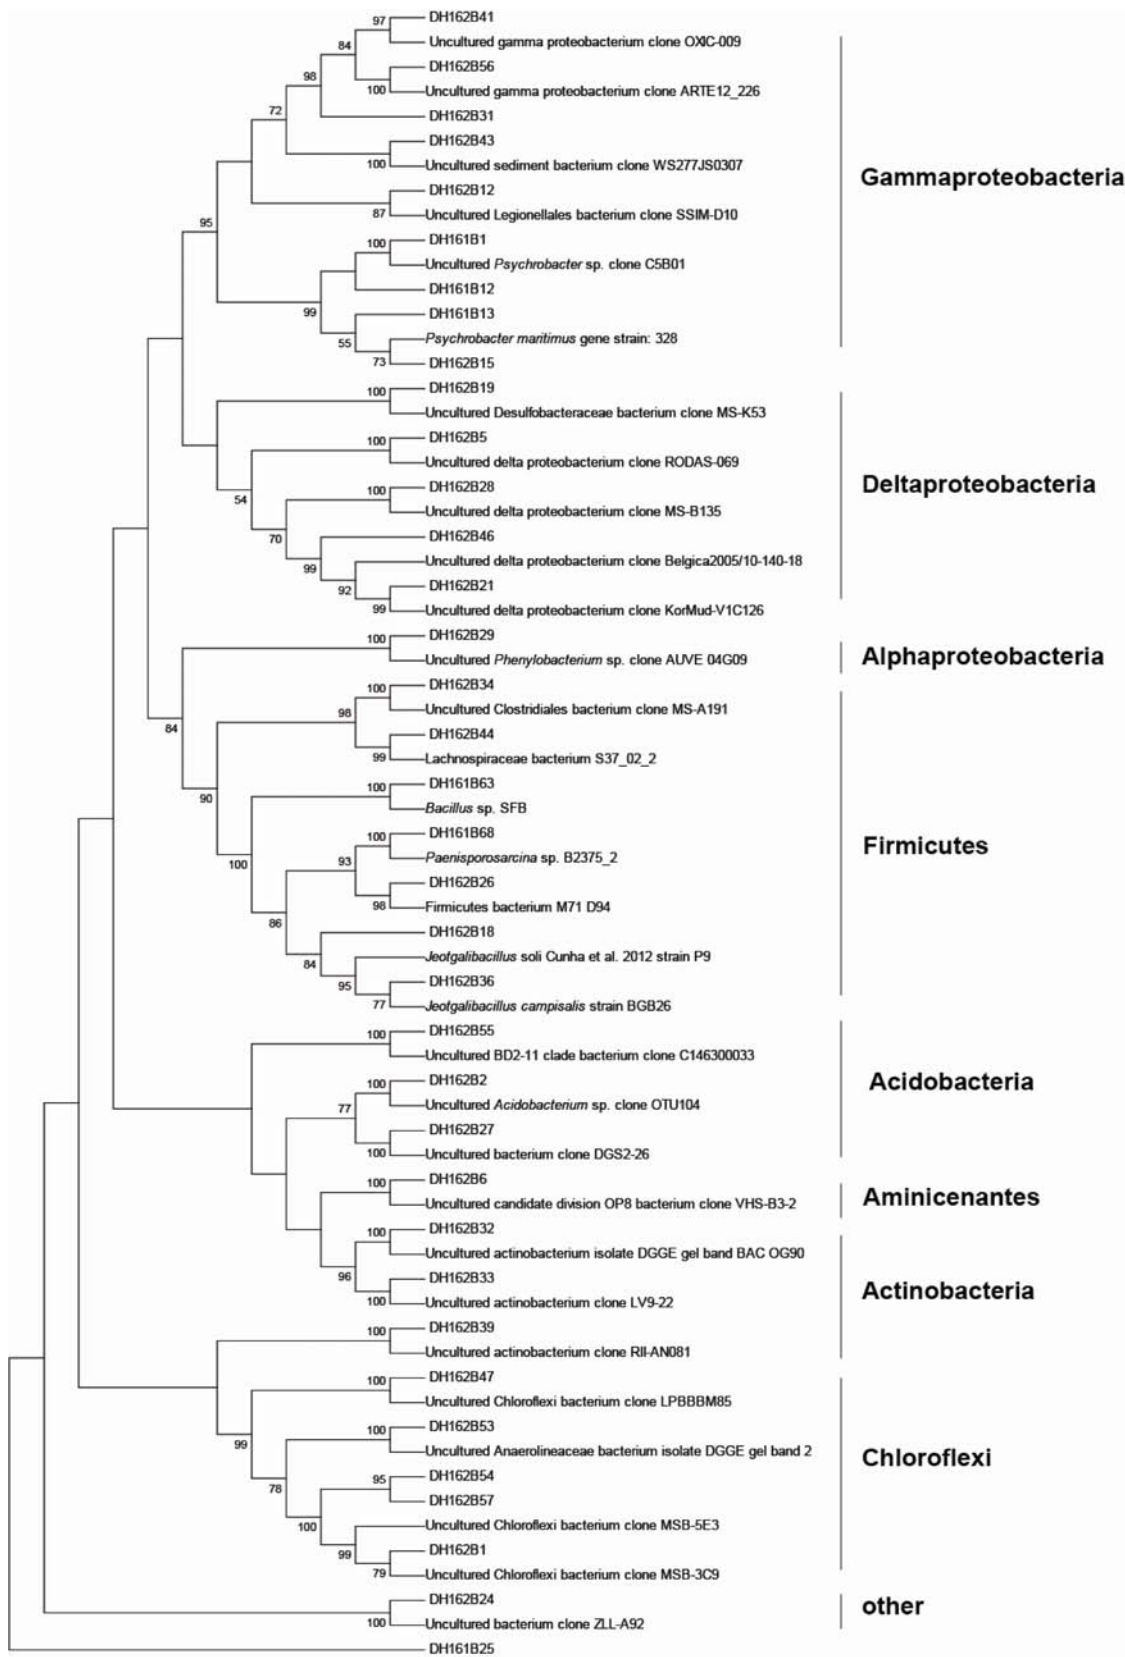 DH162B41
97
Uncultured gamma proteobacterium clone OXIC-009
84
DH162B56
98
100
Uncultured gamma proteobacterium clone ARTE12_226
72
DH162B31
DH162B43
100
Uncultured sediment bacterium clone WS277JS0307
Gammaproteobacteria
DH162B12
87
Uncultured Legionellales bacterium clone SSIM-D10
95
DH161B1
100
Uncultured Psychrobacter sp. clone C5B01
DH161B12
99
DH161B13
55
Psychrobacter maritimus gene strain: 328
73
DH162B15
DH162B19
100
Uncultured Desulfobacteraceae bacterium clone MS-K53
DH162B5
100
Uncultured delta proteobacterium clone RODAS-069
Deltaproteobacteria
DH162B28
100
54
Uncultured delta proteobacterium clone MS-B135
DH162B46
70
Uncultured delta proteobacterium clone Belgica2005/10-140-18
99
DH162B21
92
99
Uncultured delta proteobacterium clone KorMud-V1C126
DH162B29
100
Uncultured Phenylobacterium sp. clone AUVE 04G09
Alphaproteobacteria
DH162B34
100
Uncultured Clostridiales bacterium clone MS-A191
98
84
DH162B44
99
Lachnospiraceae bacterium S37_02_2
DH161B63
100
90
Bacillus sp. SFB
DH161B68
100
Firmicutes
Paenisporosarcina sp. B2375_2
93
100
DH162B26
98
Firmicutes bacterium M71 D94
86
DH162B18
Jeotgalibacillus soli Cunha et al. 2012 strain P9
84
DH162B36
95
77
Jeotgalibacillus campisalis strain BGB26
DH162B55
100
Uncultured BD2-11 clade bacterium clone C146300033
DH162B2
100
Acidobacteria
Uncultured Acidobacterium sp. clone OTU104
77
DH162B27
100
Uncultured bacterium clone DGS2-26
DH162B6
100
Aminicenantes
Uncultured candidate division OP8 bacterium clone VHS-B3-2
DH162B32
100
Uncultured actinobacterium isolate DGGE gel band BAC OG90
96
DH162B33
Actinobacteria
100
Uncultured actinobacterium clone LV9-22
DH162B39
100
Uncultured actinobacterium clone RII-AN081
DH162B47
100
Uncultured Chloroflexi bacterium clone LPBBBM85
DH162B53
100
99
Uncultured Anaerolineaceae bacterium isolate DGGE gel band 2
Chloroflexi
DH162B54
95
78
DH162B57
100
Uncultured Chloroflexi bacterium clone MSB-5E3
DH162B1
99
79
Uncultured Chloroflexi bacterium clone MSB-3C9
DH162B24
other
100
Uncultured bacterium clone ZLL-A92
DH161B25